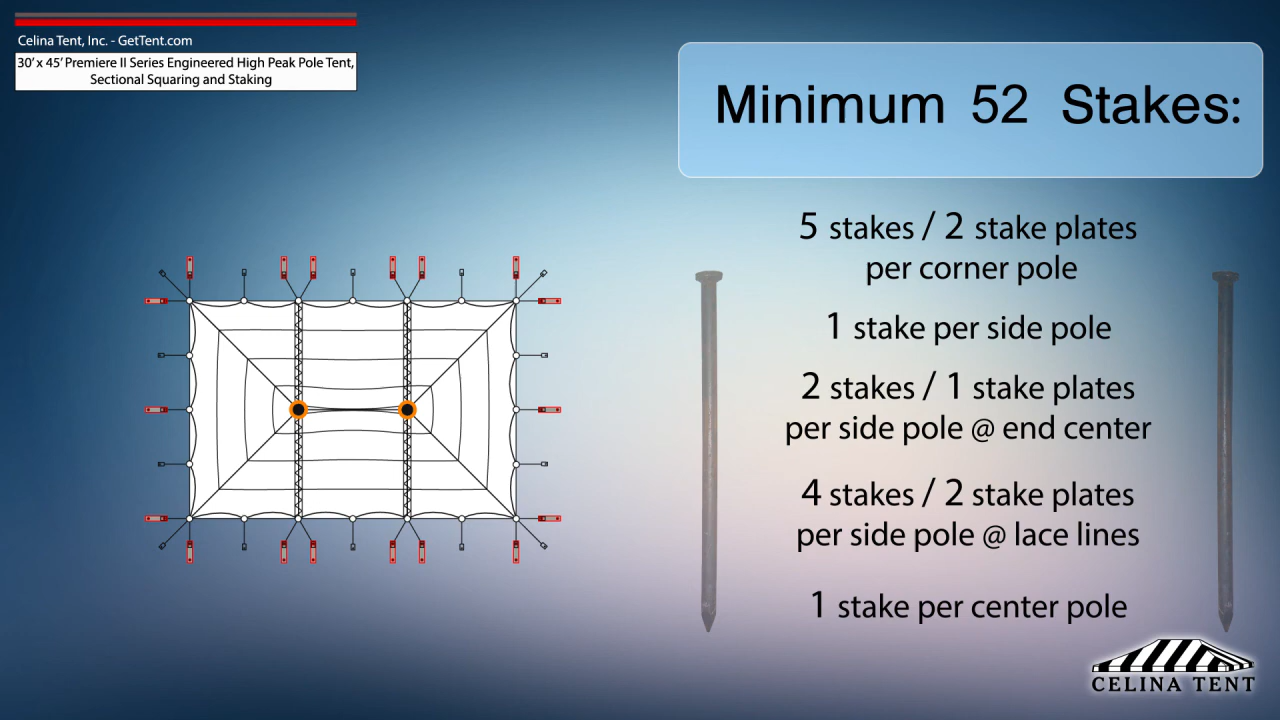 Celina Tent, Inc. - GetTent.com
30’ x 45’ Premiere II Series Engineered High Peak Pole Tent,
Sectional Squaring and Staking
Minimum 52 Stakes:
5 stakes / 2 stake plates
per corner pole
1 stake per side pole
2 stakes / 1 stake plates
per side pole @ end center
4 stakes / 2 stake plates
per side pole @ lace lines
1 stake per center pole
CELINA TENT